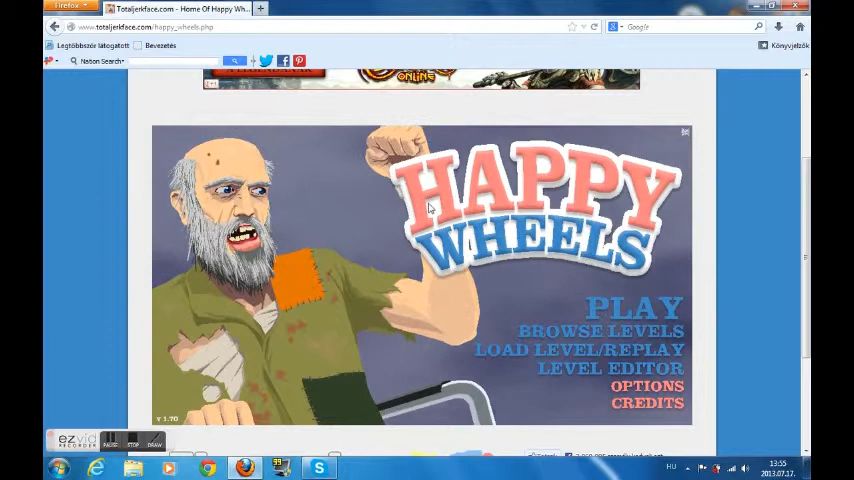 Firefox
Totaljerkface.com - Home Of Happy Wh...
www.totaljerkface.com/happy_wheels.php
Google
Legtöbbször látogatott
Bevezetés
Könyvjelzők
Nation Search
ONLINE
HAPPY
WHEELS
PLAY
BROWSE LEVELS
LOAD LEVEL/REPLAY
LEVEL EDITOR
OPTIONS
CREDITS
V 1.70
ezvid
RECORDER
PAUSE
STOP
DRAW
HU
13:55
2013.07.17.